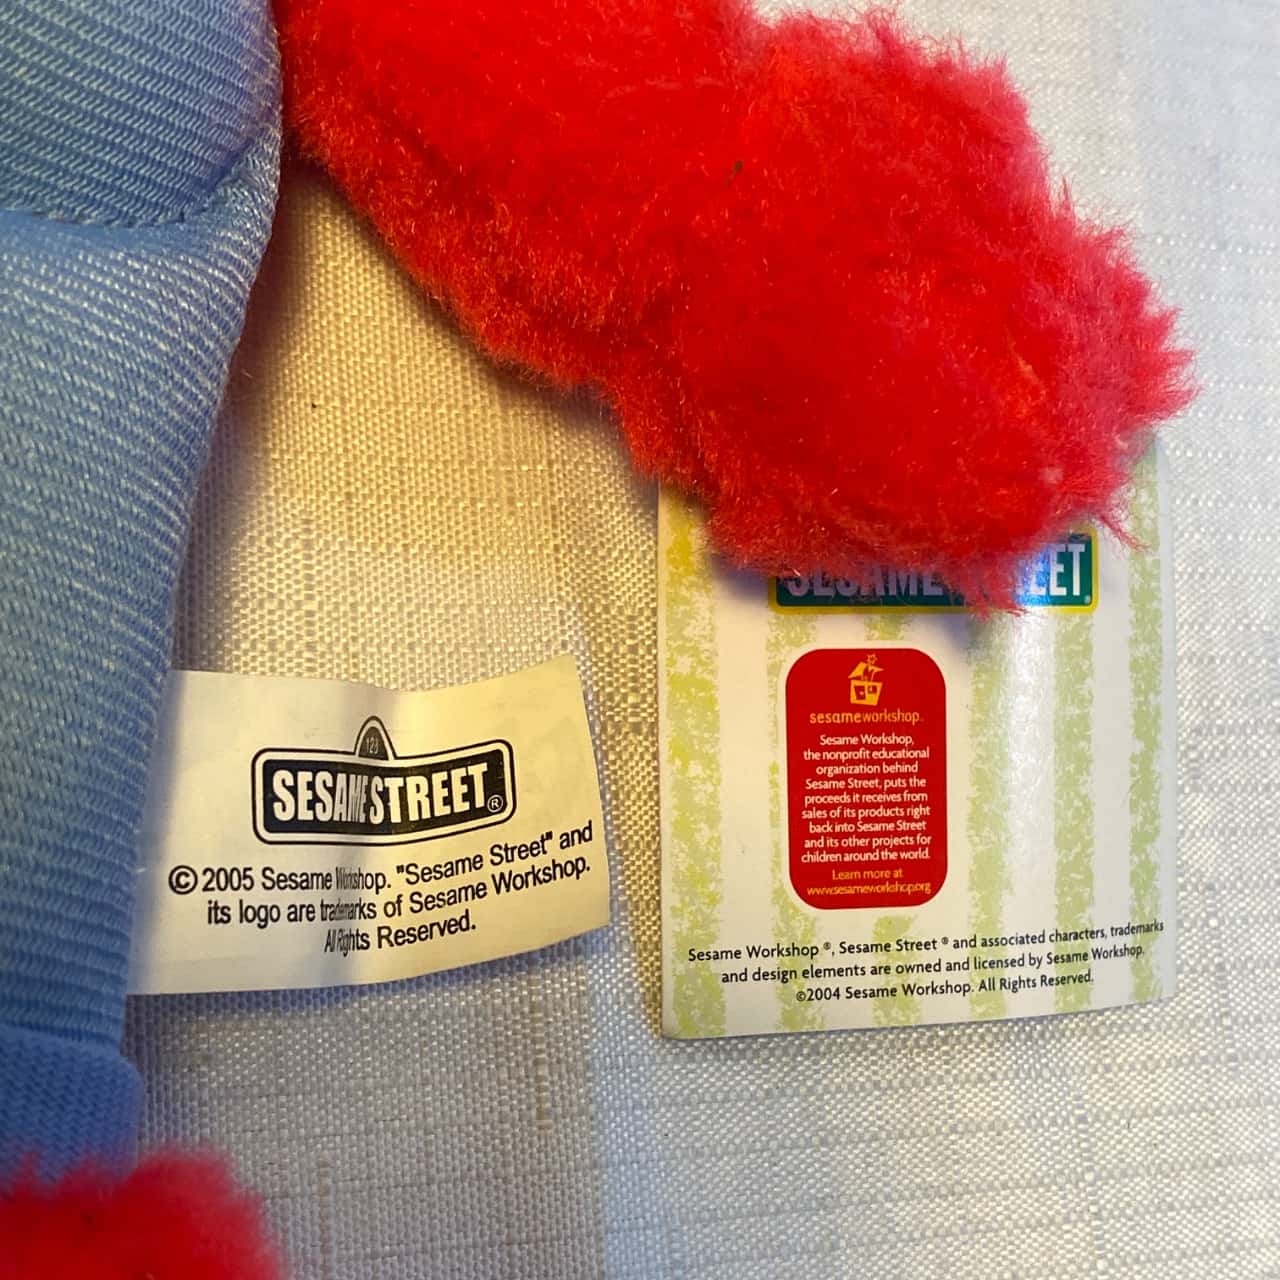 123
SESAME STREET®
© 2005 Sesame Workshop. "Sesame Street" and
its logo are trademarks of Sesame Workshop.
All Rights Reserved.
SESAME STREET®
sesameworkshop.
Sesame Workshop,
the nonprofit educational
organization behind
Sesame Street, puts the
proceeds it receives from
sales of its products right
back into Sesame Street
and its other projects for
children around the world.
Learn more at
www.sesameworkshop.org
Sesame Workshop ®, Sesame Street ® and associated characters, trademarks
and design elements are owned and licensed by Sesame Workshop.
©2004 Sesame Workshop. All Rights Reserved.